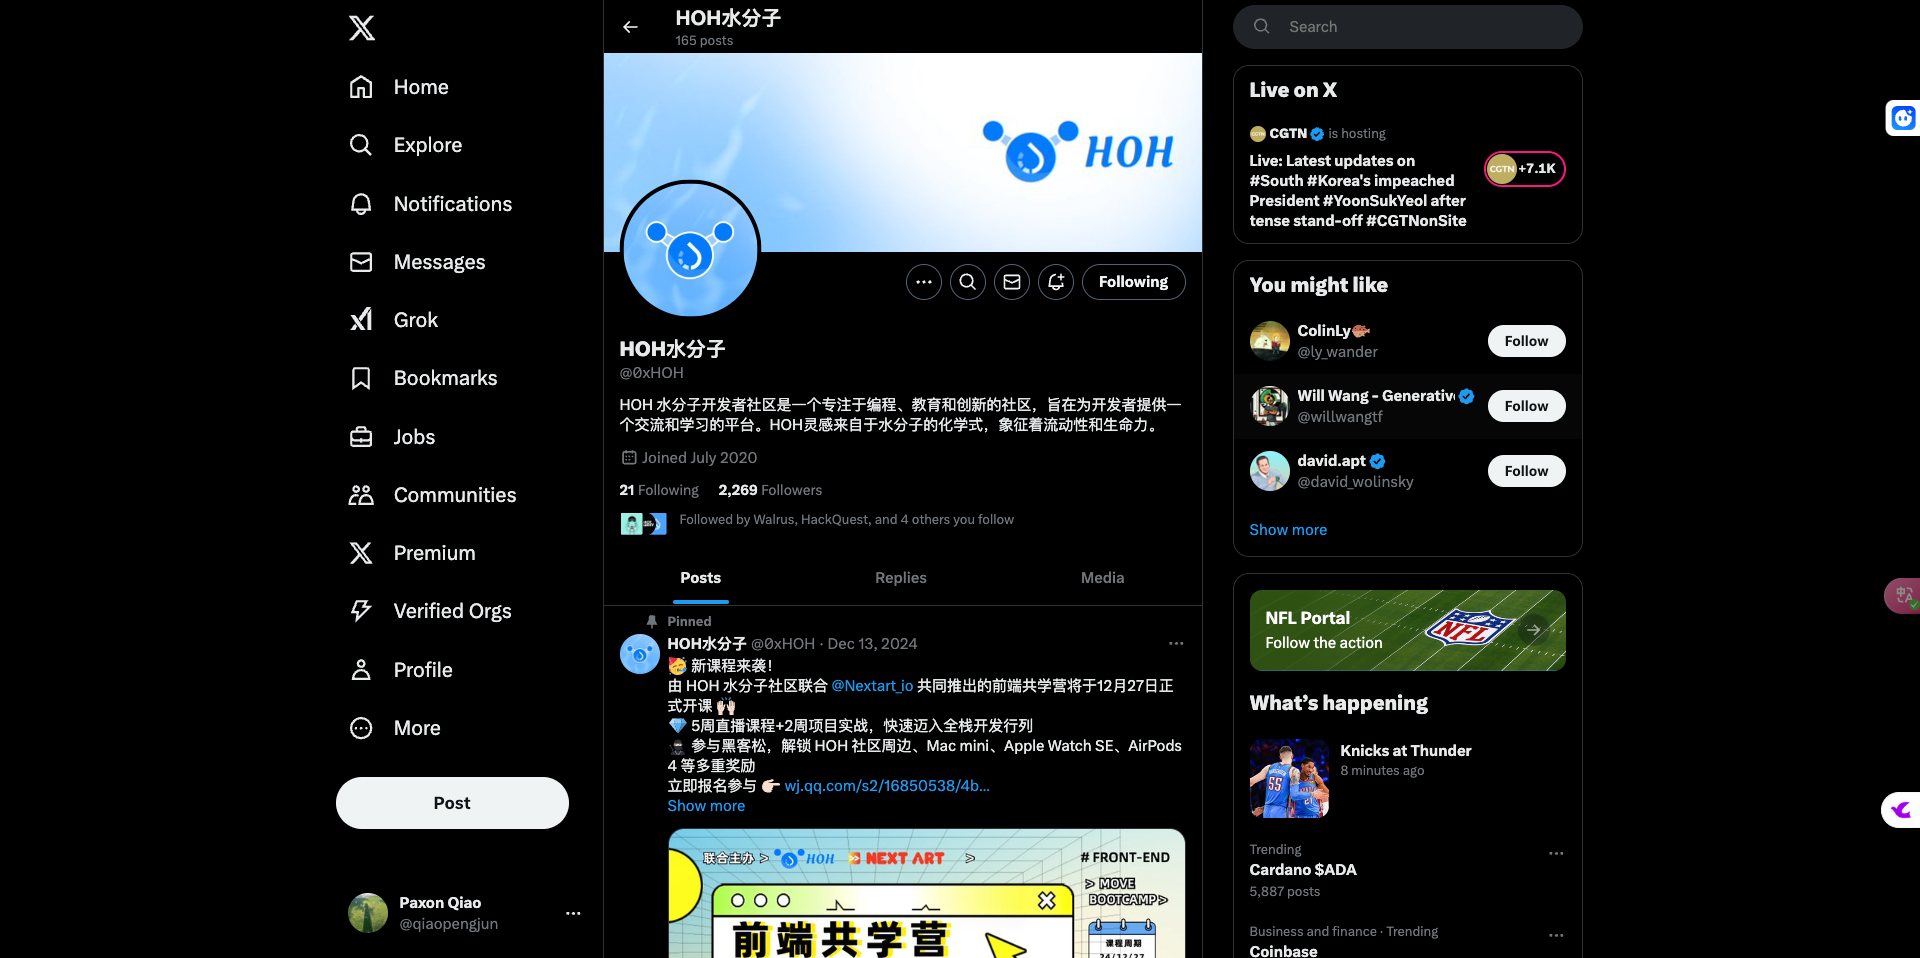 Home
Explore
Notifications
Messages
Grok
Bookmarks
Jobs
Communities
Premium
Verified Orgs
Profile
More
Post
Paxon Qiao
@qiaopengjun
HOH水分子
165 posts
HOH
Following
HOH水分子
@0xHOH
HOH 水分子开发者社区是一个专注于编程、教育和创新的社区，旨在为开发者提供一
个交流和学习的平台。HOH灵感来自于水分子的化学式，象征着流动性和生命力。
Joined July 2020
21 Following 2,269 Followers
Followed by Walrus, HackQuest, and 4 others you follow
Posts Replies Media
Pinned
HOH水分子 @0xHOH · Dec 13, 2024
🥳 新课程来袭！
由 HOH 水分子社区联合 @Nextart_io 共同推出的前端共学营将于12月27日正
式开课 🙌🏻
💎 5周直播课程+2周项目实战，快速迈入全栈开发行列
🥷 参与黑客松，解锁 HOH 社区周边、Mac mini、Apple Watch SE、AirPods
4 等多重奖励
立即报名参与 👉🏻 wj.qq.com/s2/16850538/4b...
Show more
联合主办 > HOH NEXT ART >
# FRONT-END
> MOVE
BOOTCAMP >
前端共学营
课程周期
24/12/27
Search
Live on X
CGTN is hosting
Live: Latest updates on
#South #Korea's impeached
President #YoonSukYeol after
tense stand-off #CGTNonSite
CGTN +7.1K
You might like
ColinLy🐡
@ly_wander
Follow
Will Wang - Generativ
@willwangtf
Follow
david.apt
@david_wolinsky
Follow
Show more
NFL Portal
Follow the action
NFL
What’s happening
Knicks at Thunder
8 minutes ago
Trending
Cardano $ADA
5,887 posts
Business and finance · Trending
Coinbase